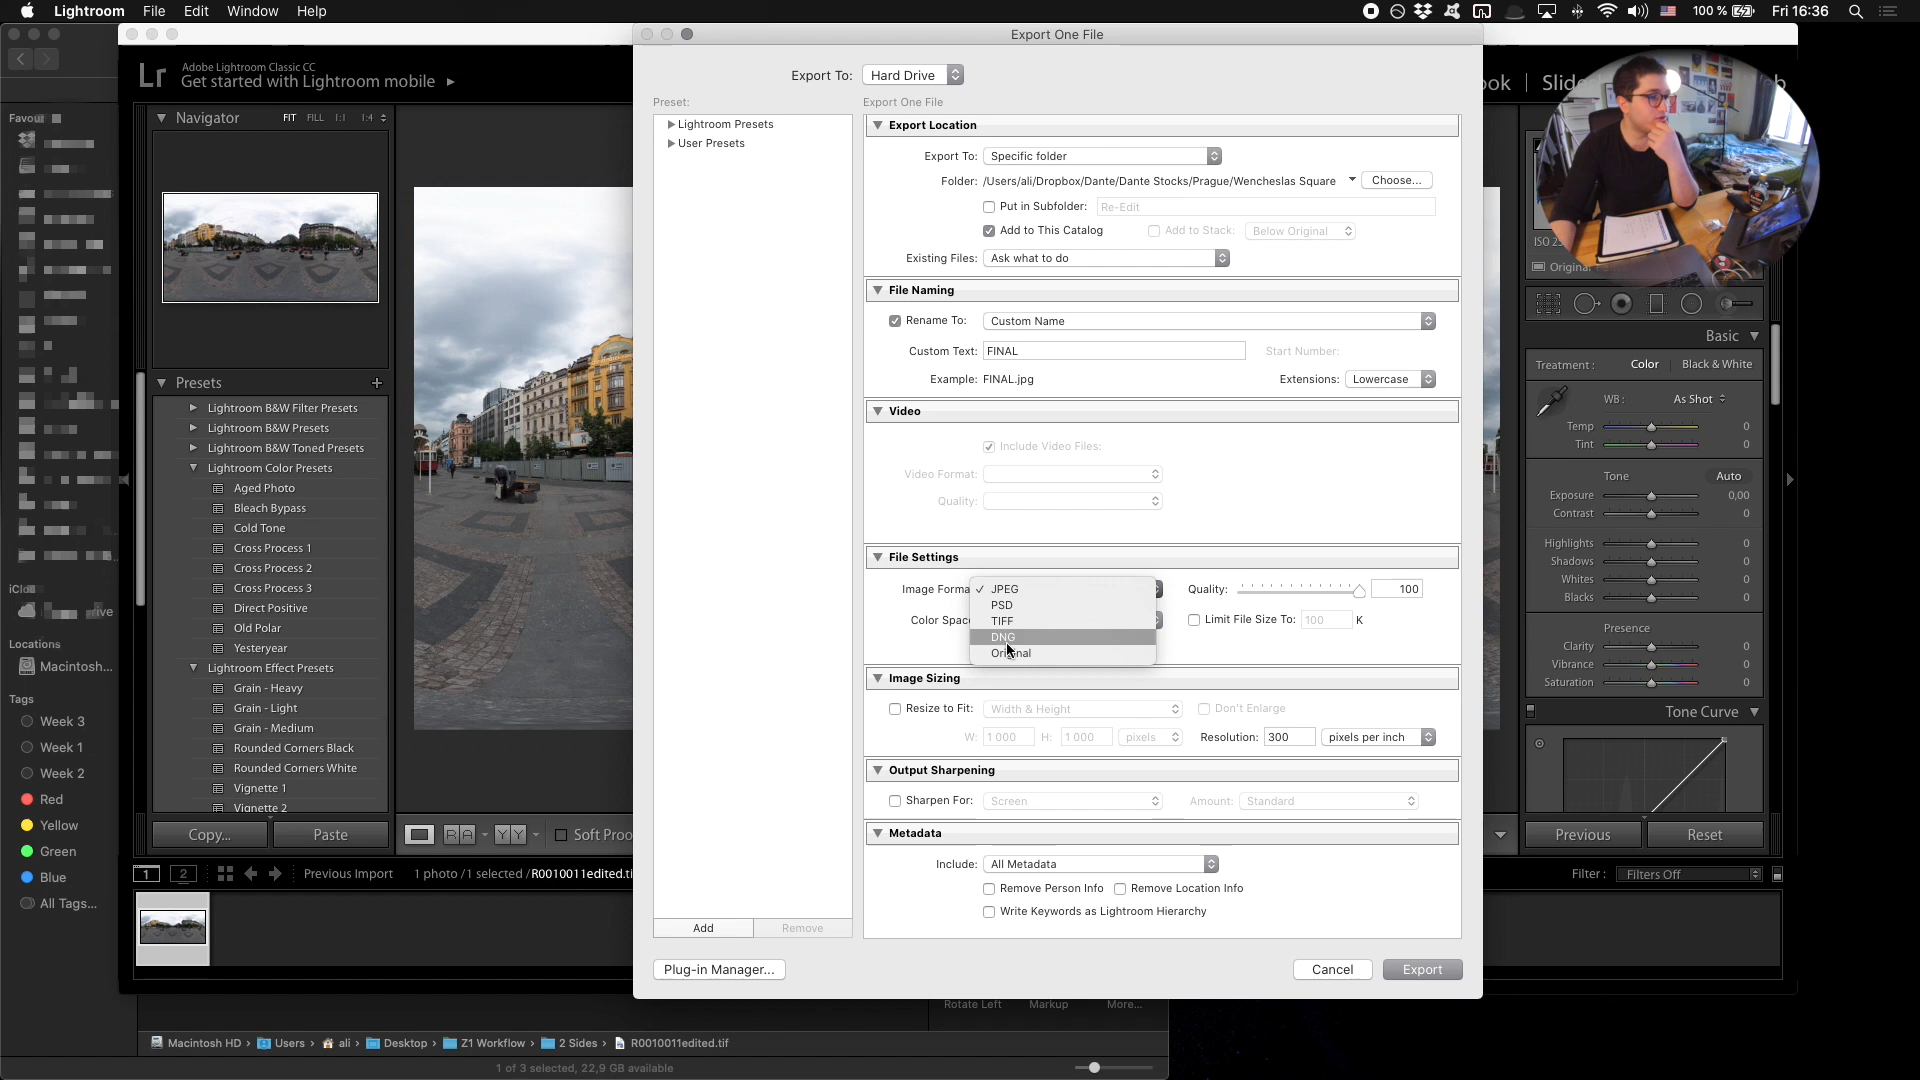 Lightroom File Edit Window Help
100 % Fri 16:36
Export One File
Lr Adobe Lightroom Classic CC
Get started with Lightroom mobile
Navigator FIT FILL 1:1 1:4
Presets
Lightroom B&W Filter Presets
Lightroom B&W Presets
Lightroom B&W Toned Presets
Lightroom Color Presets
Aged Photo
Bleach Bypass
Cold Tone
Cross Process 1
Cross Process 2
Cross Process 3
Direct Positive
Old Polar
Yesteryear
Lightroom Effect Presets
Grain - Heavy
Grain - Light
Grain - Medium
Rounded Corners Black
Rounded Corners White
Vignette 1
Vignette 2
Copy... Paste
Locations
Macintosh...
Tags
Week 3
Week 1
Week 2
Red
Yellow
Green
Blue
All Tags...
Export To: Hard Drive
Preset: Export One File
Lightroom Presets
User Presets
Add Remove
Plug-in Manager...
Export Location
Export To: Specific folder
Folder: /Users/ali/Dropbox/Dante/Dante Stocks/Prague/Wencheslas Square Choose...
Put in Subfolder: Re-Edit
Add to This Catalog Add to Stack: Below Original
Existing Files: Ask what to do
File Naming
Rename To: Custom Name
Custom Text: FINAL Start Number:
Example: FINAL.jpg Extensions: Lowercase
Video
Include Video Files:
Video Format:
Quality:
File Settings
Image Forma ✓ JPEG Quality: 100
PSD
TIFF
Color Spac Limit File Size To: 100 K
DNG
Original
Image Sizing
Resize to Fit: Width & Height Don't Enlarge
W: 1 000 H: 1 000 pixels Resolution: 300 pixels per inch
Output Sharpening
Sharpen For: Screen Amount: Standard
Metadata
Include: All Metadata
Remove Person Info Remove Location Info
Write Keywords as Lightroom Hierarchy
Cancel Export
Basic
Treatment : Color Black & White
WB : As Shot
Temp 0
Tint 0
Tone Auto
Exposure 0,00
Contrast 0
Highlights 0
Shadows 0
Whites 0
Blacks 0
Presence
Clarity 0
Vibrance 0
Saturation 0
Tone Curve
Previous Reset
RA YY Soft Proo
1 2 Previous Import 1 photo / 1 selected / R0010011edited.ti
Filter : Filters Off
Rotate Left Markup More...
Macintosh HD › Users › ali › Desktop › Z1 Workflow › 2 Sides › R0010011edited.tif
1 of 3 selected, 22,9 GB available